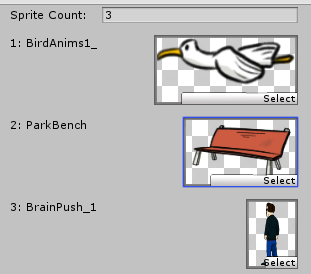 Sprite Count: 3
1: BirdAnims1_
Select
2: ParkBench
Select
3: BrainPush_1
Select